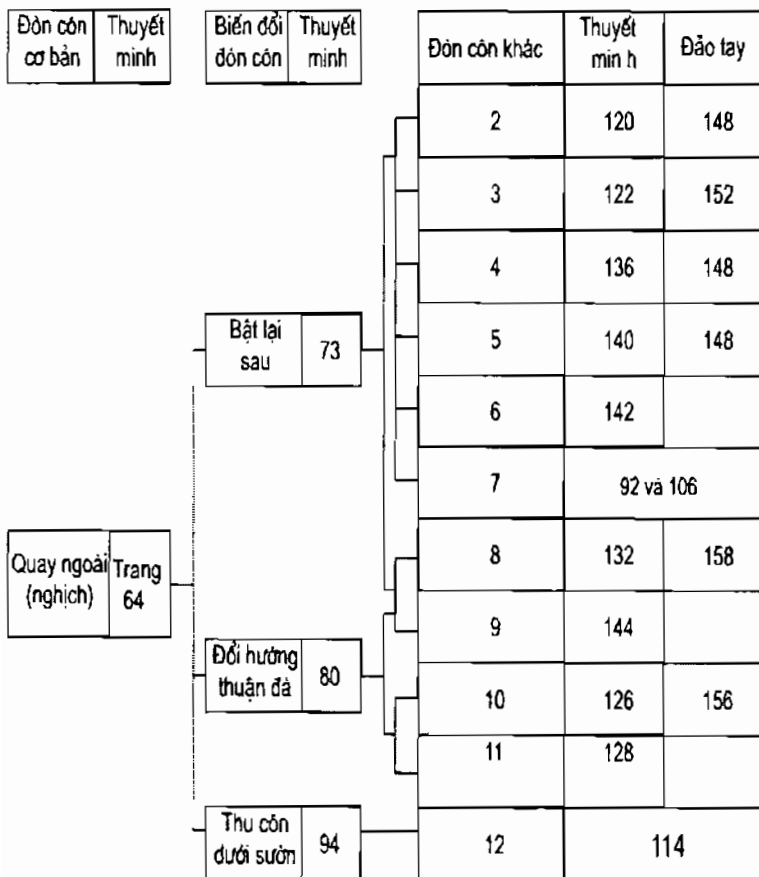 Đòn côn
cơ bản
Thuyết
minh
Biến đổi
đón côn
Thuyết
minh
Đòn côn khác
Thuyết
min h
Đảo tay
2 120 148
3 122 152
4 136 148
Bật lại
sau
73
5 140 148
6 142
7 92 và 106
Quay ngoài
(nghịch)
Trang
64
8 132 158
9 144
Đổi hướng
thuận đà
80
10 126 156
11 128
Thu côn
dưới sườn
94
12 114